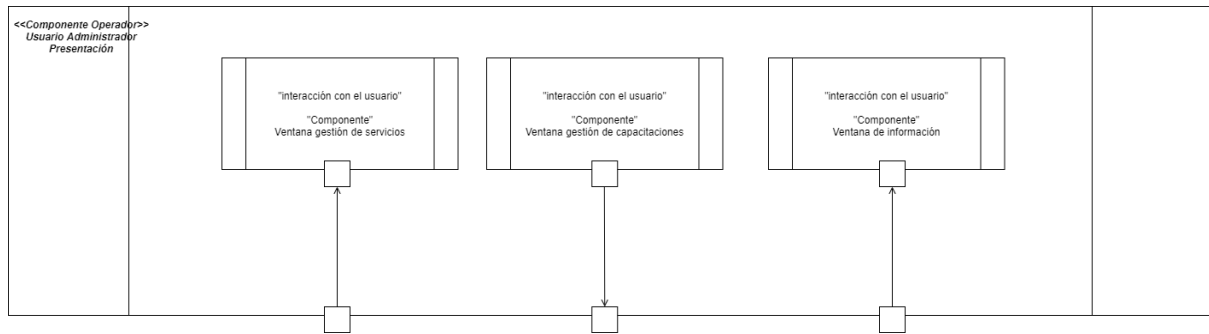 <<Componente Operador>>
Usuario Administrador
Presentación
"interacción con el usuario"
"Componente"
Ventana gestión de servicios
"interacción con el usuario"
"Componente"
Ventana gestión de capacitaciones
"interacción con el usuario"
"Componente"
Ventana de información